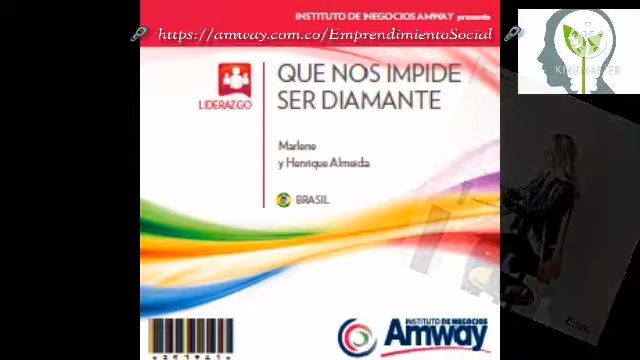 INSTITUTO DE NEGOCIOS AMWAY presenta
https://amway.com.co/EmprendimientoSocial
KINEMASTER
LIDERAZGO
QUE NOS IMPIDE
SER DIAMANTE
Marlene
y Henrique Almeida
BRASIL
INSTITUTO DE NEGOCIOS
Amway